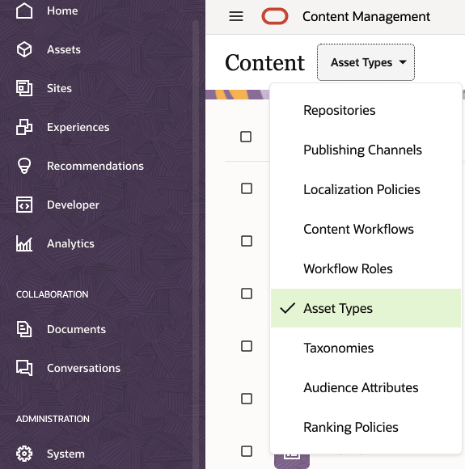 Home
Assets
Sites
Experiences
Recommendations
Developer
Analytics
COLLABORATION
Documents
Conversations
ADMINISTRATION
System
Content Management
Content
Asset Types
Repositories
Publishing Channels
Localization Policies
Content Workflows
Workflow Roles
Asset Types
Taxonomies
Audience Attributes
Ranking Policies